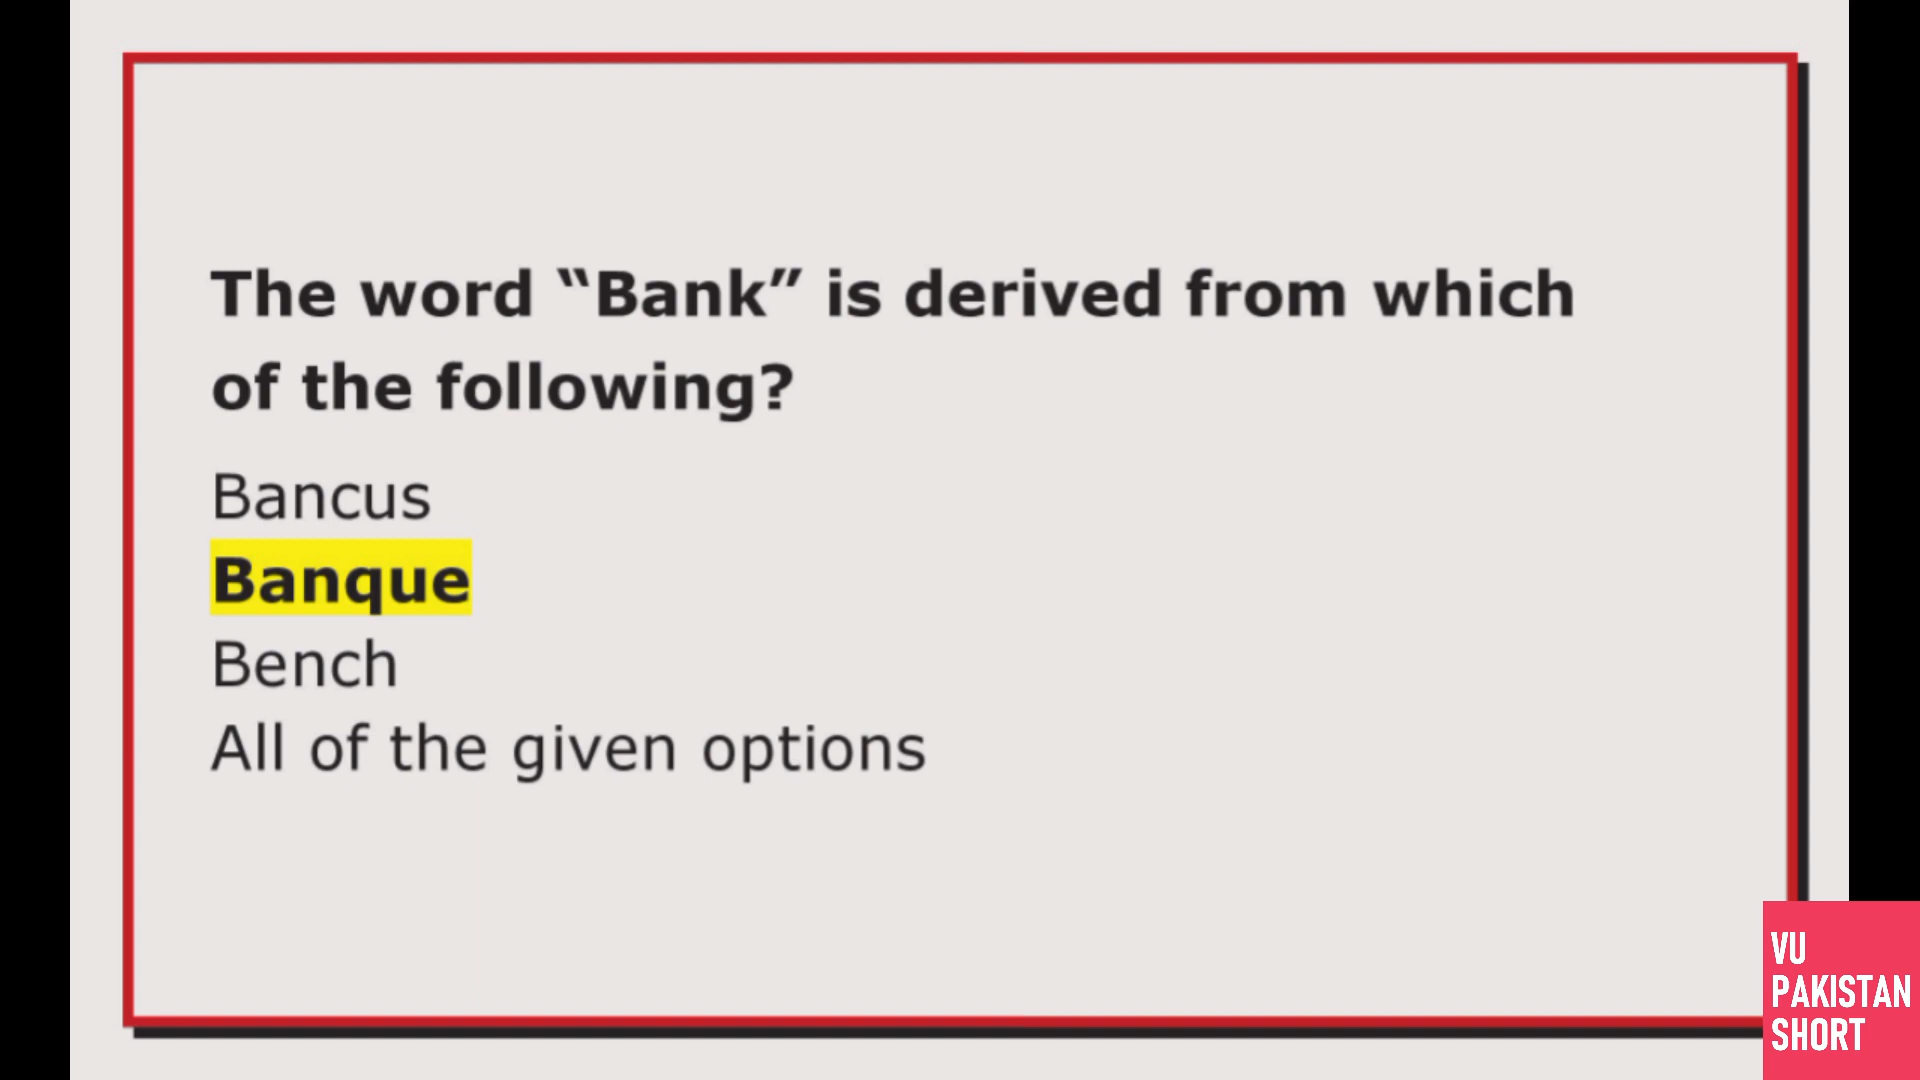 The word “Bank” is derived from which
of the following?
Bancus
Banque
Bench
All of the given options
VU
PAKISTAN
SHORT